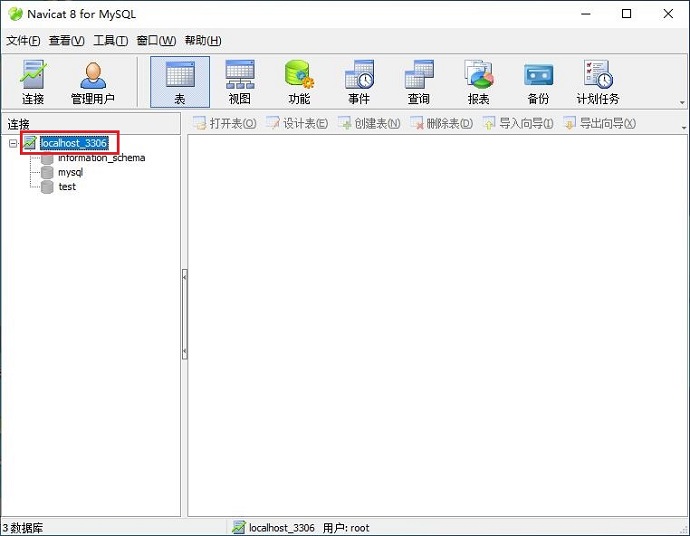 Navicat 8 for MySQL
文件(F) 查看(V) 工具(T) 窗口(W) 帮助(H)
连接 管理用户 表 视图 功能 事件 查询 报表 备份 计划任务
连接
打开表(O) 设计表(E) 创建表(N) 删除表(D) 导入向导(I) 导出向导(X)
localhost_3306
information_schema
mysql
test
3 数据库 localhost_3306 用户: root